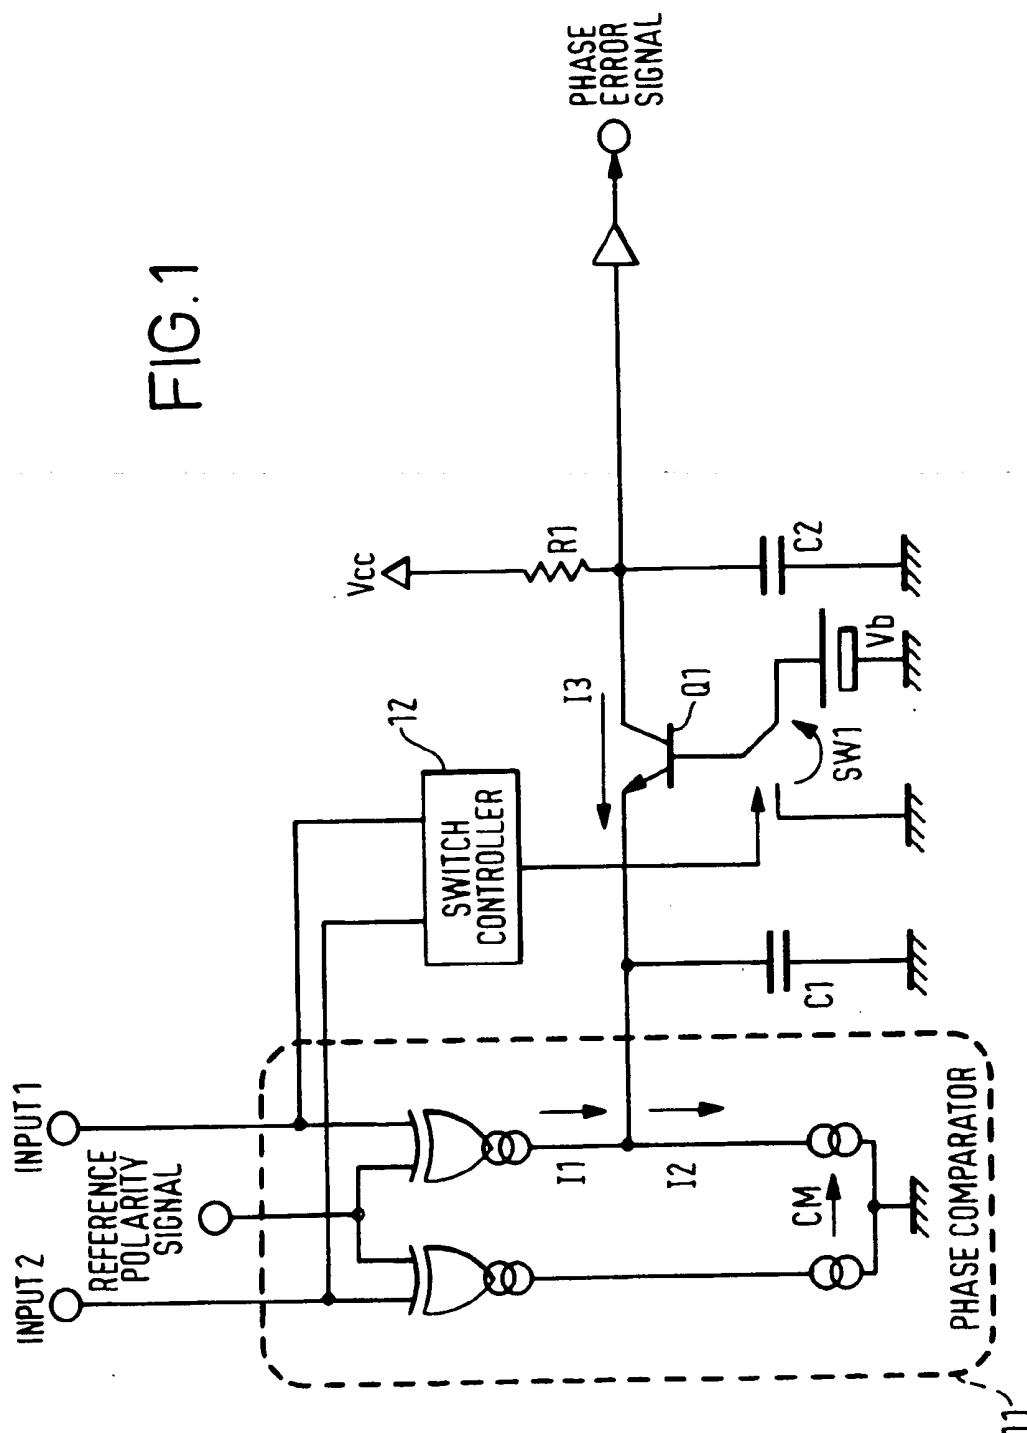 FIG. 1
INPUT 1
REFERENCE
POLARITY
SIGNAL
INPUT 2
SWITCH
CONTROLLER
12
I1
I2
CM
PHASE COMPARATOR
11
C1
I3
Q1
SW1
Vb
Vcc
R1
C2
PHASE
ERROR
SIGNAL